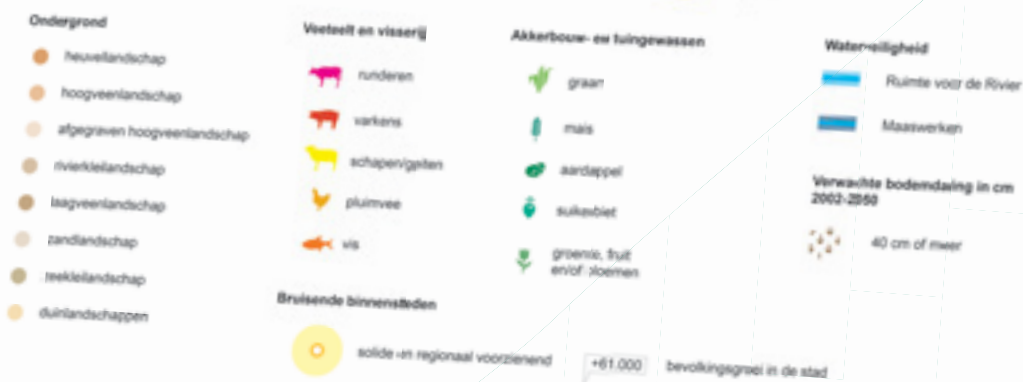 Ondergrond
heuvellandschap
hoogveenlandschap
afgegraven hoogveenlandschap
rivierkleilandschap
laagveenlandschap
zandlandschap
zeekleilandschap
duinlandschappen
Veeteelt en visserij
runderen
varkens
schapen/geiten
pluimvee
vis
Bruisende binnensteden
solide en regionaal voorzienend
+61.000 bevolkingsgroei in de stad
Akkerbouw- en tuingewassen
graan
mais
aardappel
suikerbiet
groente, fruit
en/of bloemen
Waterveiligheid
Ruimte voor de Rivier
Maaswerken
Verwachte bodemdaling in cm
2002-2050
40 cm of meer